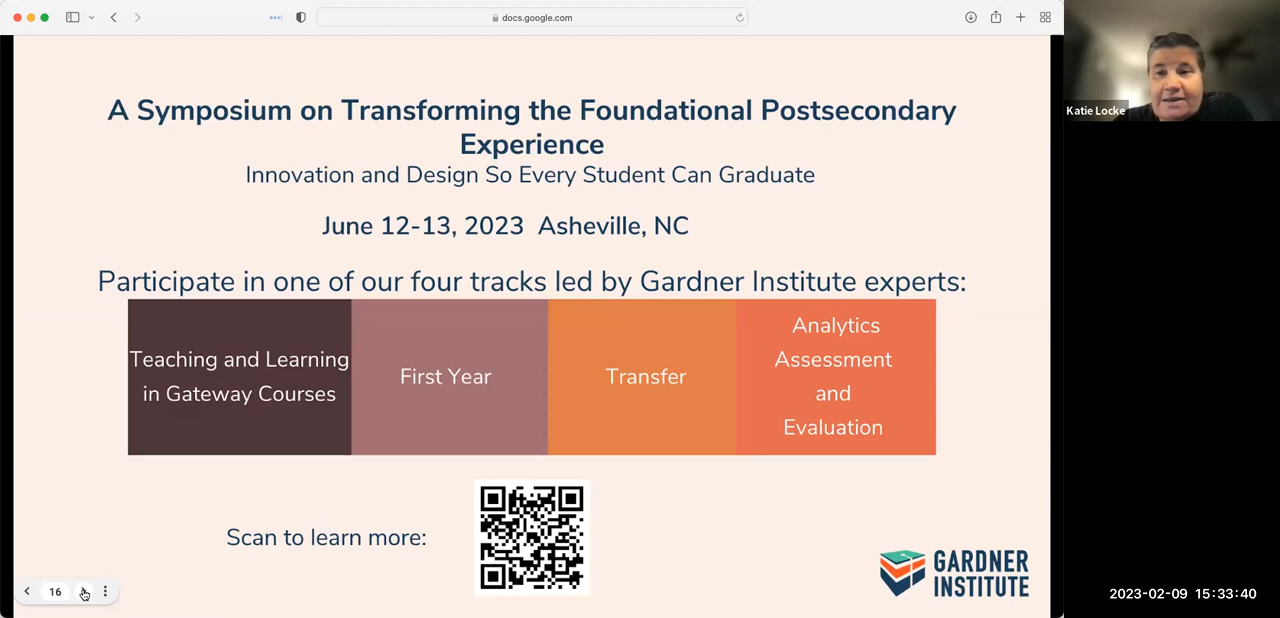 docs.google.com
A Symposium on Transforming the Foundational Postsecondary
Experience
Innovation and Design So Every Student Can Graduate
June 12-13, 2023 Asheville, NC
Participate in one of our four tracks led by Gardner Institute experts:
Teaching and Learning
in Gateway Courses
First Year
Transfer
Analytics
Assessment
and
Evaluation
Scan to learn more:
GARDNER
INSTITUTE
16
Katie Locke
2023-02-09 15:33:40